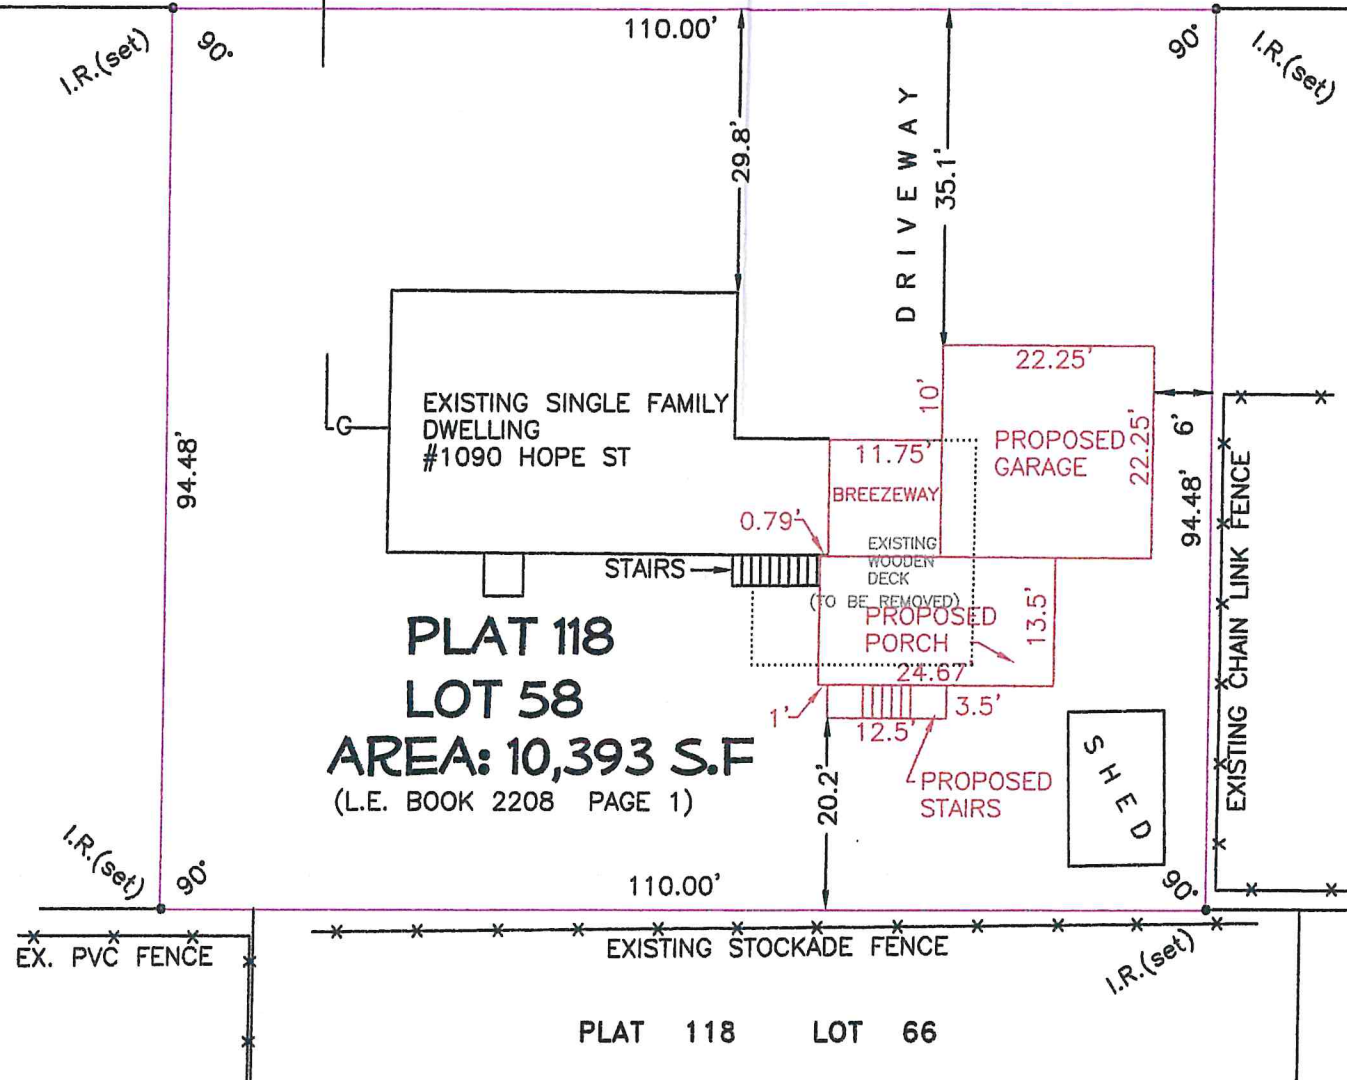 110.00'
I.R.(set)
90°
90°
I.R.(set)
29.8'
DRIVEWAY
35.1'
22.25'
10'
6'
EXISTING SINGLE FAMILY
DWELLING
#1090 HOPE ST
G
PROPOSED
GARAGE
22.25'
11.75'
BREEZEWAY
94.48'
94.48'
EXISTING CHAIN LINK FENCE
0.79'
EXISTING
WOODEN
DECK
(TO BE REMOVED)
STAIRS
PROPOSED
PORCH
13.5'
24.67'
PLAT 118
LOT 58
AREA: 10,393 S.F
(L.E. BOOK 2208 PAGE 1)
1'
3.5'
12.5'
PROPOSED
STAIRS
20.2'
SHED
I.R.(set)
90°
110.00'
90°
I.R.(set)
EX. PVC FENCE
EXISTING STOCKADE FENCE
PLAT 118 LOT 66